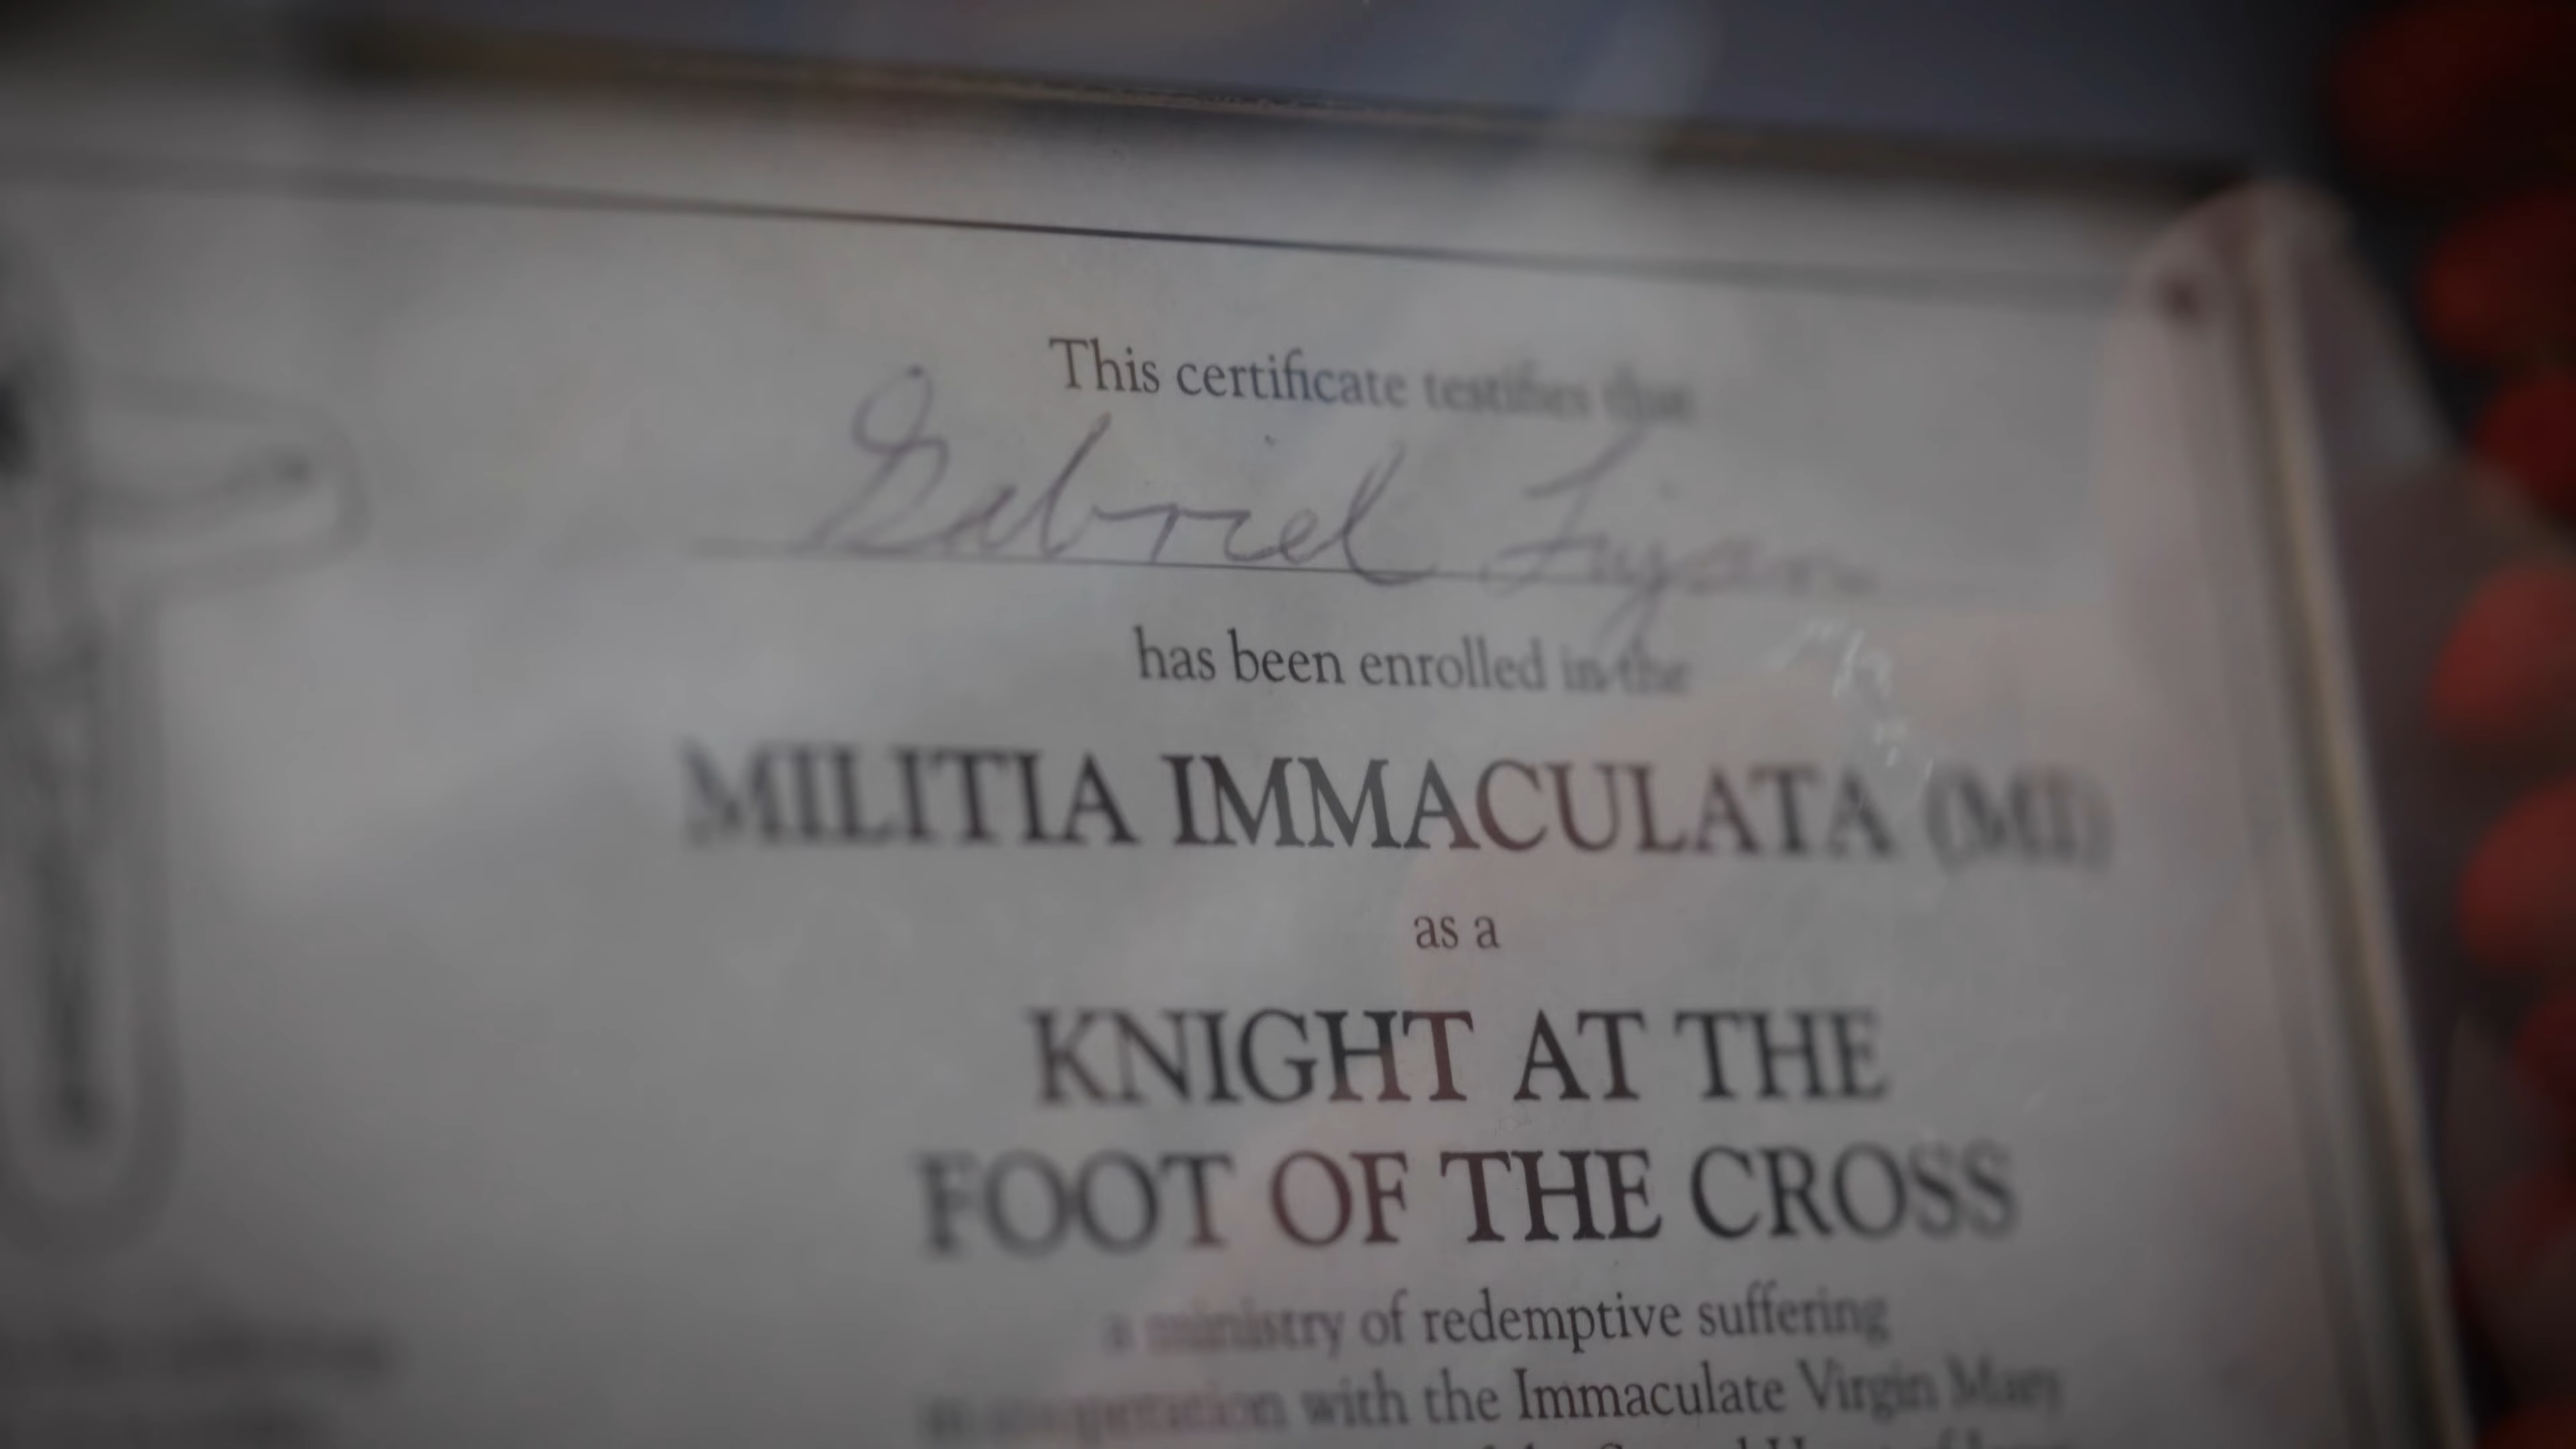 This certificate testifies that
Gabriel
has been enrolled in the
MILITIA IMMACULATA (MI)
as a
KNIGHT AT THE
FOOT OF THE CROSS
a ministry of redemptive suffering
with the Immaculate Virgin Mary